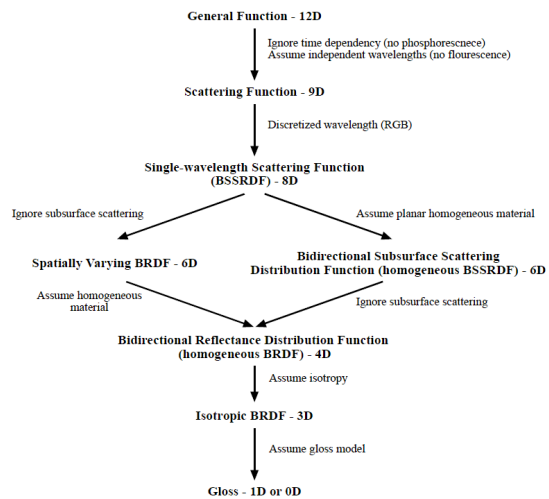 General Function - 12D
Ignore time dependency (no phosphorescnece)
Assume independent wavelengths (no flourescence)
Scattering Function - 9D
Discretized wavelength (RGB)
Single-wavelength Scattering Function
(BSSRDF) - 8D
Ignore subsurface scattering
Assume planar homogeneous material
Spatially Varying BRDF - 6D
Bidirectional Subsurface Scattering
Distribution Function (homogeneous BSSRDF) - 6D
Assume homogeneous
material
Ignore subsurface scattering
Bidirectional Reflectance Distribution Function
(homogeneous BRDF) - 4D
Assume isotropy
Isotropic BRDF - 3D
Assume gloss model
Gloss - 1D or 0D